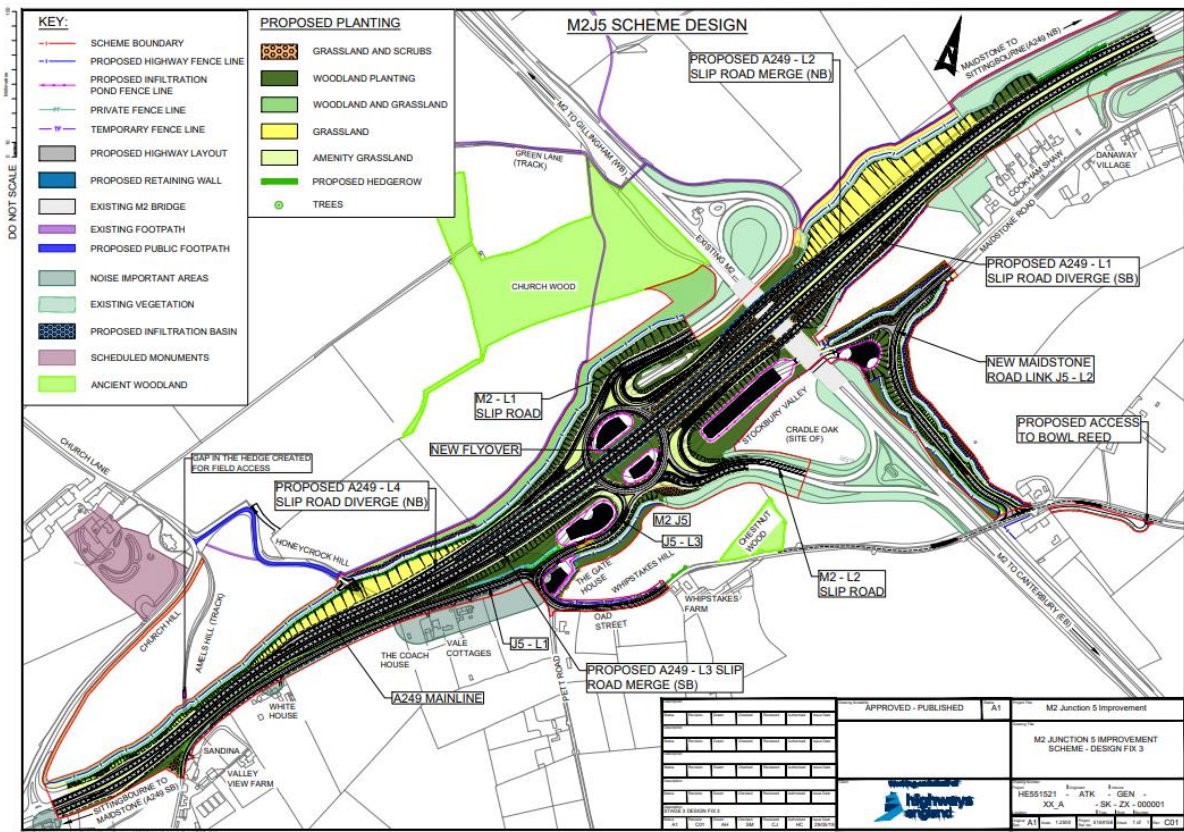 M2J5 SCHEME DESIGN
KEY:
SCHEME BOUNDARY
PROPOSED HIGHWAY FENCE LINE
PROPOSED INFILTRATION
POND FENCE LINE
PRIVATE FENCE LINE
TEMPORARY FENCE LINE
PROPOSED HIGHWAY LAYOUT
PROPOSED RETAINING WALL
EXISTING M2 BRIDGE
EXISTING FOOTPATH
PROPOSED PUBLIC FOOTPATH
NOISE IMPORTANT AREAS
EXISTING VEGETATION
PROPOSED INFILTRATION BASIN
SCHEDULED MONUMENTS
ANCIENT WOODLAND
PROPOSED PLANTING
GRASSLAND AND SCRUBS
WOODLAND PLANTING
WOODLAND AND GRASSLAND
GRASSLAND
AMENITY GRASSLAND
PROPOSED HEDGEROW
TREES
DO NOT SCALE
PROPOSED A249 - L2
SLIP ROAD MERGE (NB)
MAIDSTONE TO
SITTINGBOURNE (A249 NB)
M2 TO GILLINGHAM (WB)
GREEN LANE
(TRACK)
EXISTING M2
CHURCH WOOD
COOKHAM SHAW
DANAWAY
VILLAGE
MAIDSTONE ROAD
PROPOSED A249 - L1
SLIP ROAD DIVERGE (SB)
NEW MAIDSTONE
ROAD LINK J5 - L2
M2 - L1
SLIP ROAD
STOCKBURY VALLEY
CRADLE OAK
(SITE OF)
PROPOSED ACCESS
TO BOWL REED
NEW FLYOVER
CHURCH LANE
GAP IN THE HEDGE CREATED
FOR FIELD ACCESS
PROPOSED A249 - L4
SLIP ROAD DIVERGE (NB)
HONEYCROCK HILL
M2 J5
J5 - L3
CHESTNUT
WOOD
THE GATE
HOUSE
WHIPSTAKES HILL
M2 - L2
SLIP ROAD
M2 TO CANTERBURY (EB)
WHIPSTAKES
FARM
OAD
STREET
CHURCH HILL
AMELS HILL (TRACK)
THE COACH
HOUSE
VALE
COTTAGES
J5 - L1
PETT ROAD
PROPOSED A249 - L3 SLIP
ROAD MERGE (SB)
A249 MAINLINE
WHITE
HOUSE
SANDINA
VALLEY
VIEW FARM
SITTINGBOURNE TO
MAIDSTONE (A249 SB)
APPROVED - PUBLISHED
A1
M2 Junction 5 Improvement
M2 JUNCTION 5 IMPROVEMENT
SCHEME - DESIGN FIX 3
highways
england
HE551521 - ATK - GEN -
XX_A - SK - ZX - 000001
A1
C01